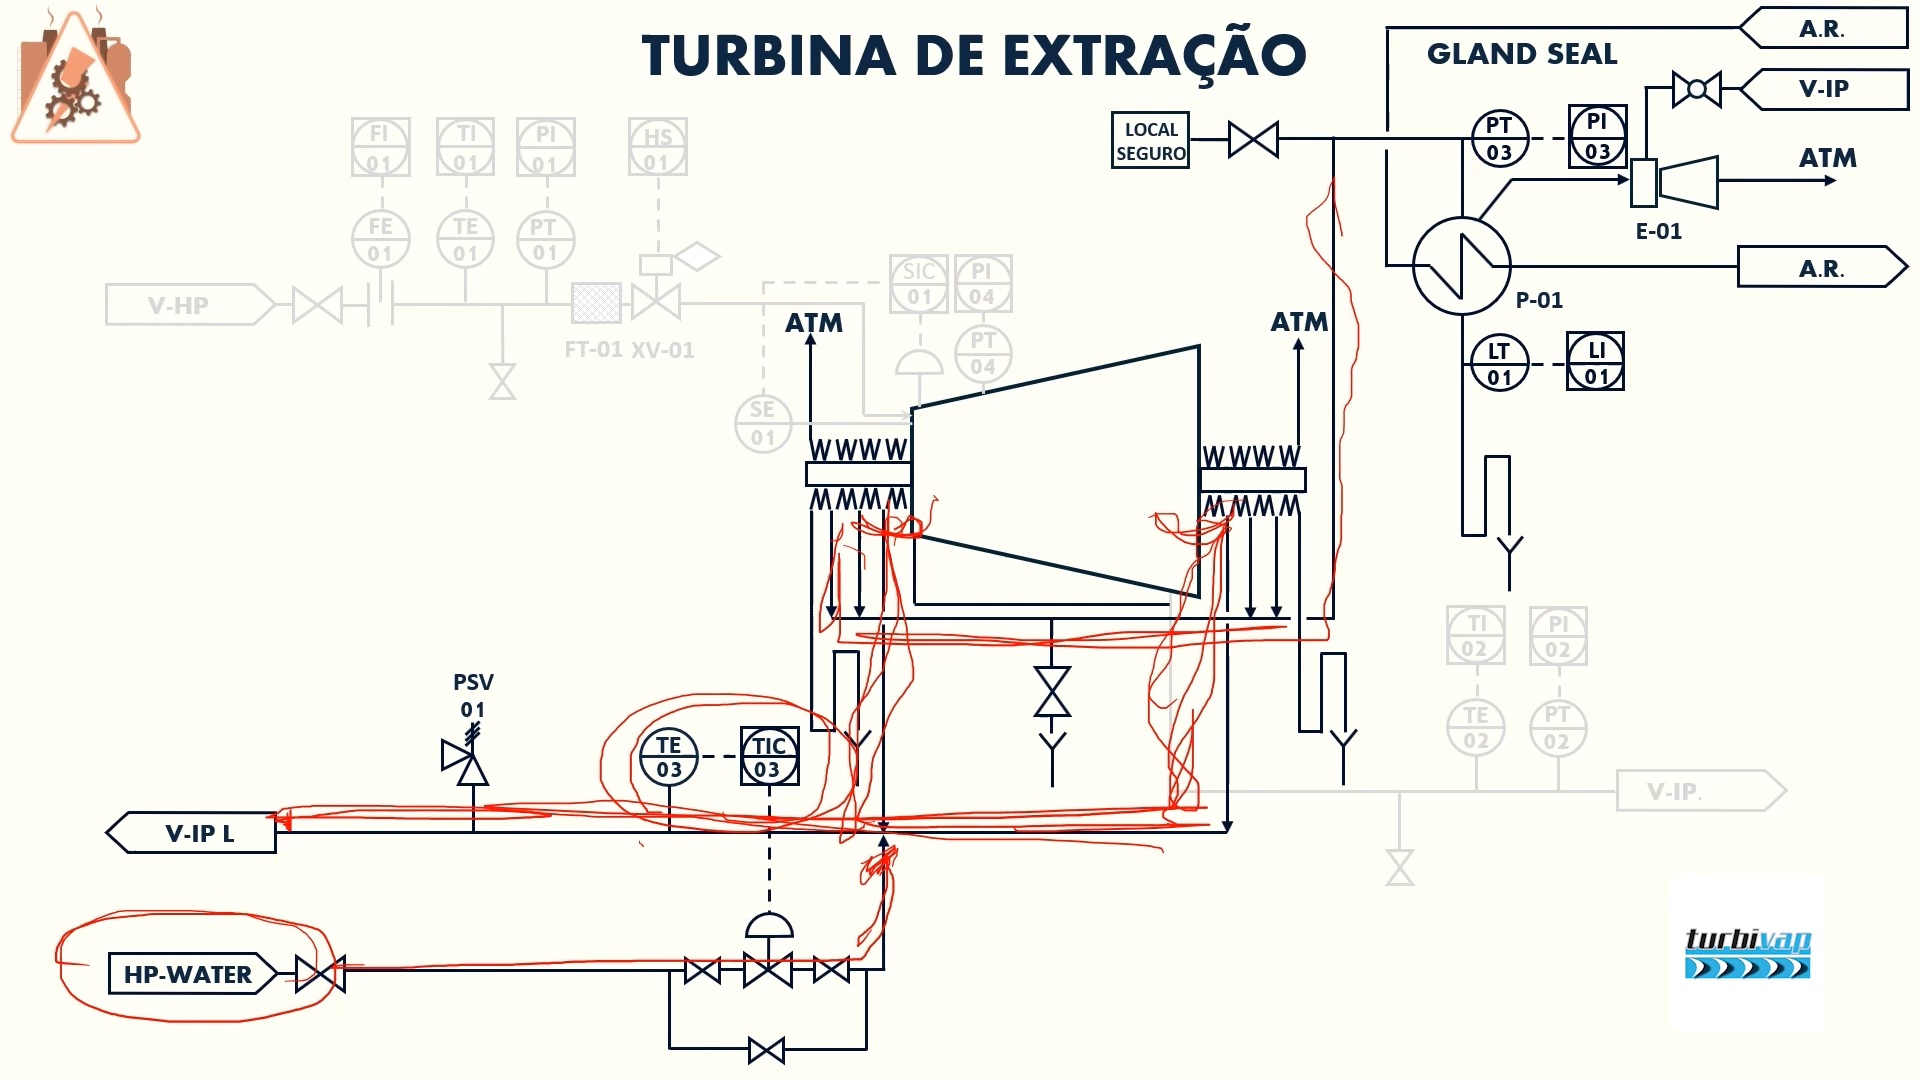 TURBINA DE EXTRAÇÃO
GLAND SEAL
A.R.
V-IP
LOCAL
SEGURO
PT
03
PI
03
ATM
E-01
A.R.
P-01
LT
01
LI
01
FI
01
TI
01
PI
01
HS
01
FE
01
TE
01
PT
01
V-HP
FT-01
XV-01
SIC
01
PI
04
PT
04
SE
01
ATM
ATM
PSV
01
TE
03
TIC
03
V-IP L
HP-WATER
TI
02
PI
02
TE
02
PT
02
V-IP.
turbivap